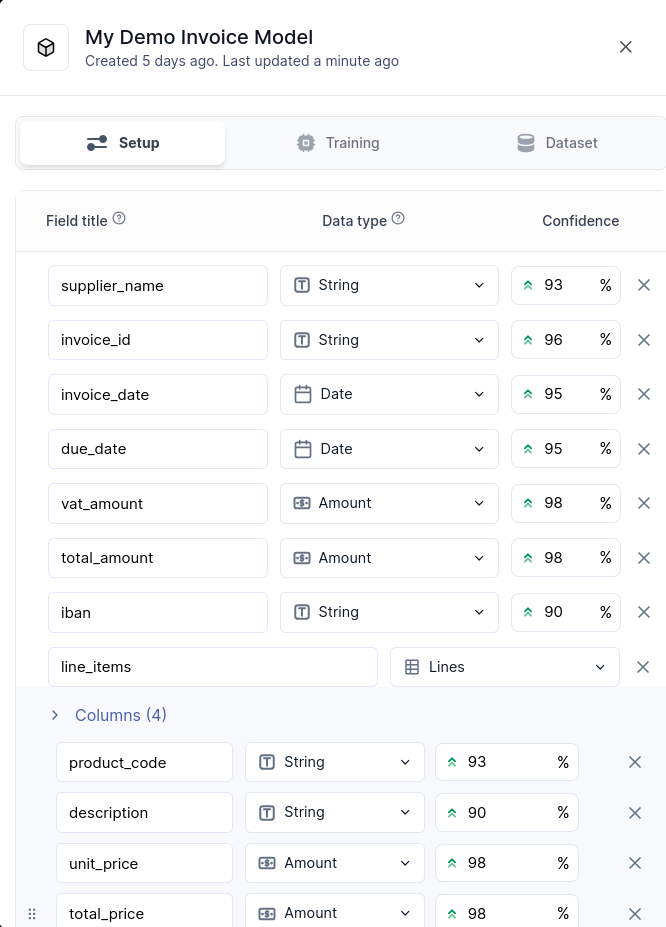 My Demo Invoice Model
Created 5 days ago. Last updated a minute ago
Setup Training Dataset
Field title Data type Confidence
supplier_name String 93 %
invoice_id String 96 %
invoice_date Date 95 %
due_date Date 95 %
vat_amount Amount 98 %
total_amount Amount 98 %
iban String 90 %
line_items Lines
Columns (4)
product_code String 93 %
description String 90 %
unit_price Amount 98 %
total_price Amount 98 %